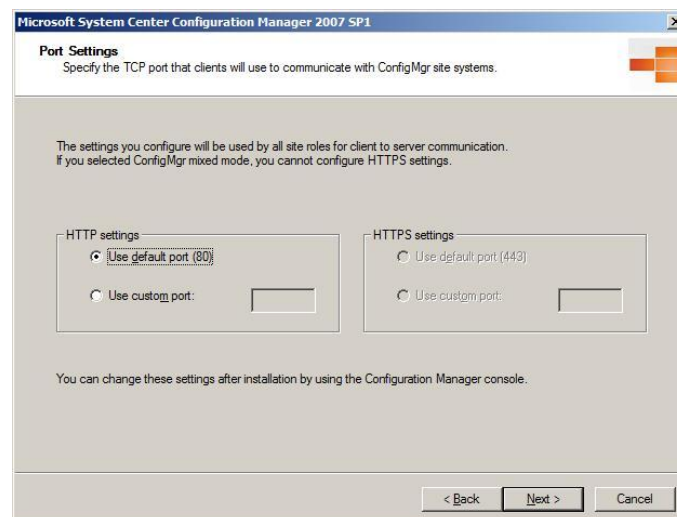 Microsoft System Center Configuration Manager 2007 SP1
Port Settings
Specify the TCP port that clients will use to communicate with ConfigMgr site systems.
The settings you configure will be used by all site roles for client to server communication.
If you selected ConfigMgr mixed mode, you cannot configure HTTPS settings.
HTTP settings
Use default port (80)
Use custom port:
HTTPS settings
Use default port (443)
Use custom port:
You can change these settings after installation by using the Configuration Manager console.
< Back
Next >
Cancel